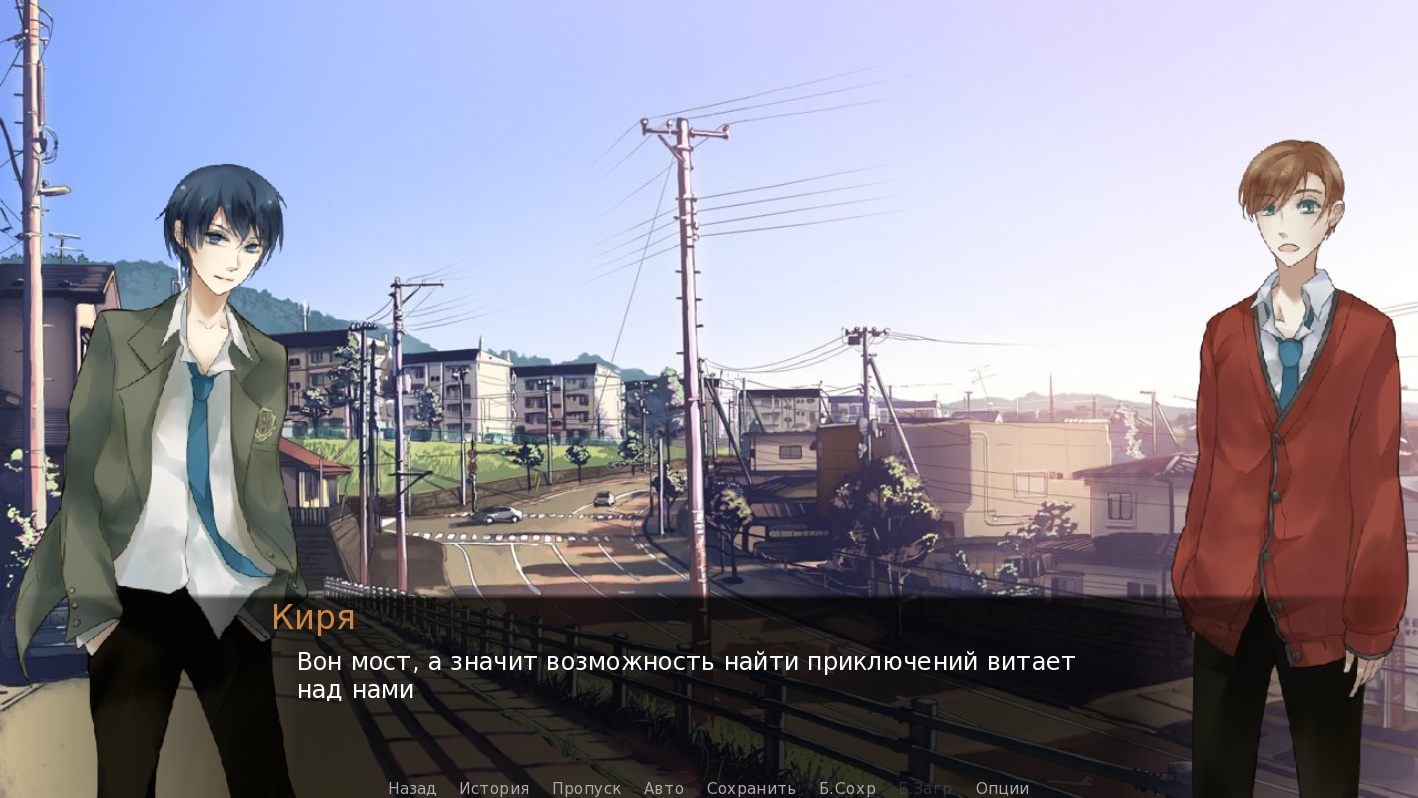 Киря
Вон мост, а значит возможность найти приключений витает
над нами
Назад История Пропуск Авто Сохранить Б.Сохр Б.Загр Опции